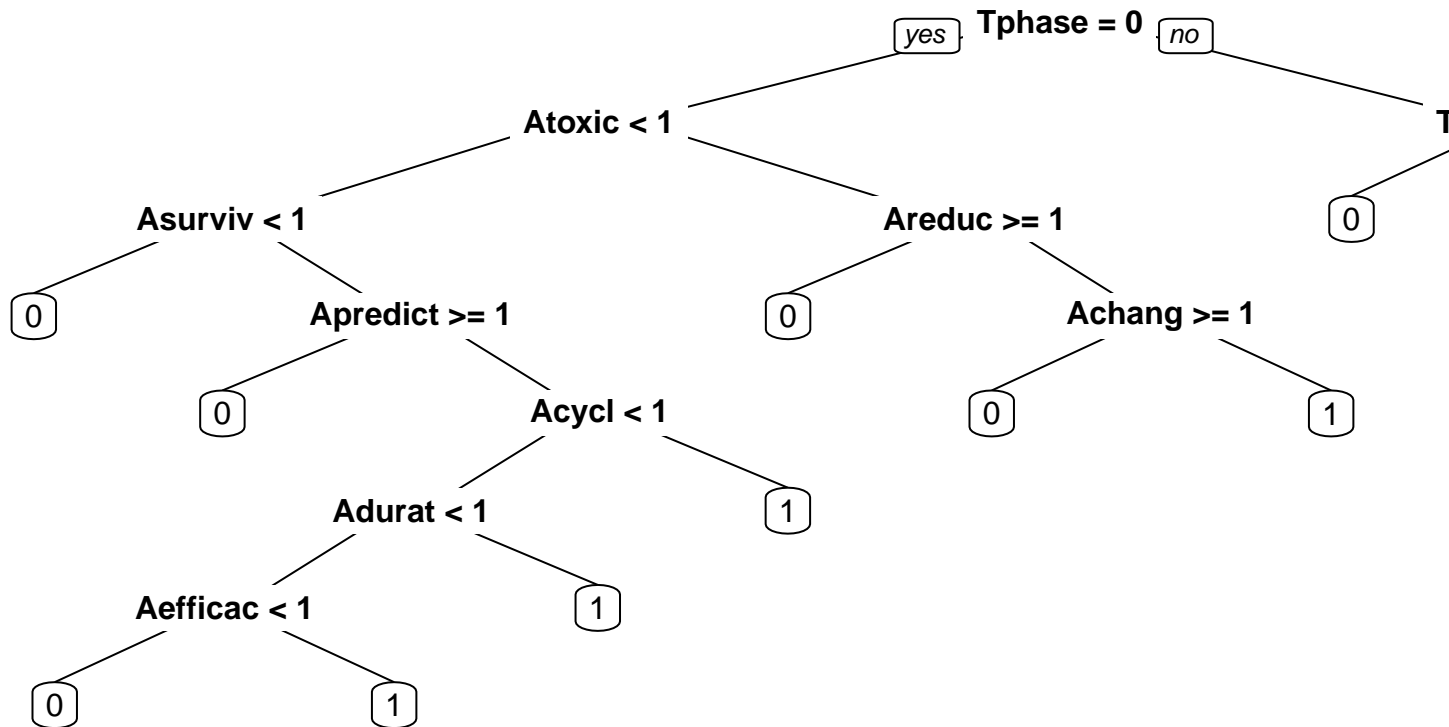 yes Tphase = 0 no
Atoxic < 1 T
Asurviv < 1 Areduc >= 1 0
0 Apredict >= 1 0 Achang >= 1
0 Acycl < 1 0 1
Adurat < 1 1
Aefficac < 1 1
0 1